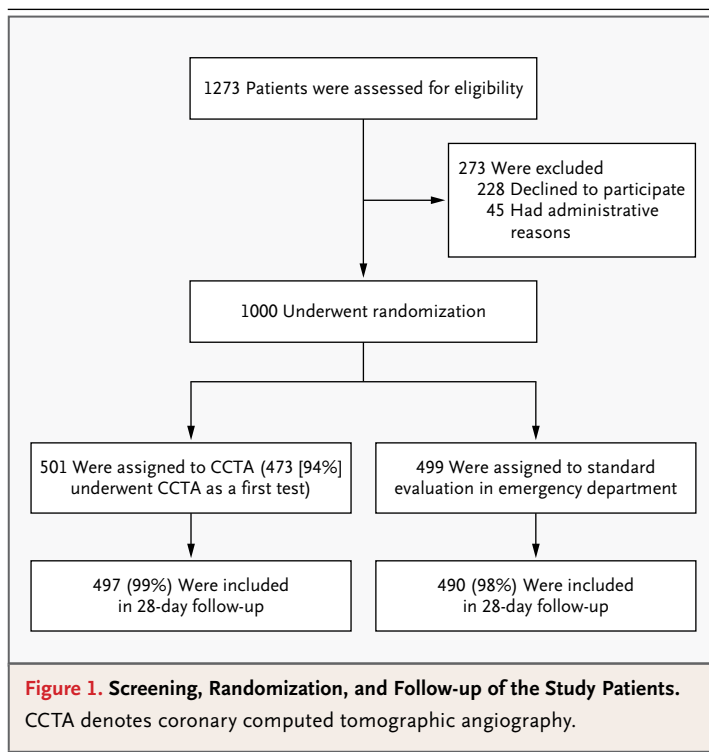 1273 Patients were assessed for eligibility
273 Were excluded
228 Declined to participate
45 Had administrative
reasons
1000 Underwent randomization
501 Were assigned to CCTA (473 [94%]
underwent CCTA as a first test)
499 Were assigned to standard
evaluation in emergency department
497 (99%) Were included
in 28-day follow-up
490 (98%) Were included
in 28-day follow-up
Figure 1. Screening, Randomization, and Follow-up of the Study Patients.
CCTA denotes coronary computed tomographic angiography.